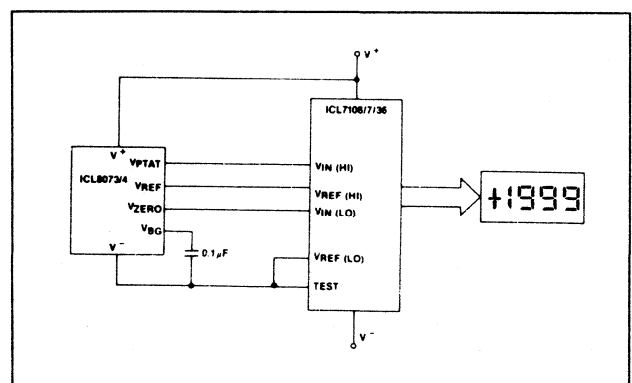 V+
ICL7106/7/36
V+
VPTAT
VIN (HI)
ICL8073/4
VREF
VREF (HI)
VZERO
VIN (LO)
+1999
VBG
V-
0.1μF
VREF (LO)
TEST
V-